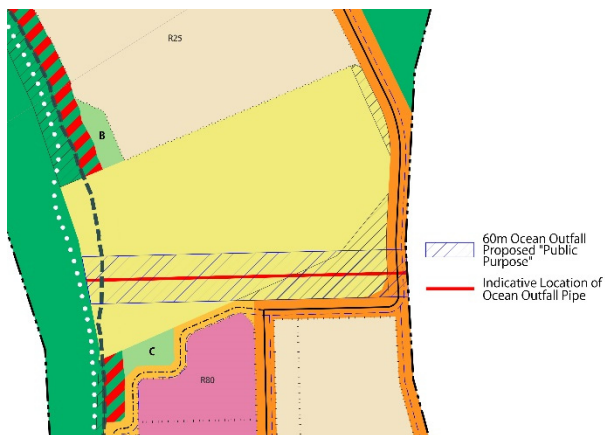 R25
B
60m Ocean Outfall
Proposed "Public
Purpose"
Indicative Location of
Ocean Outfall Pipe
C
R80